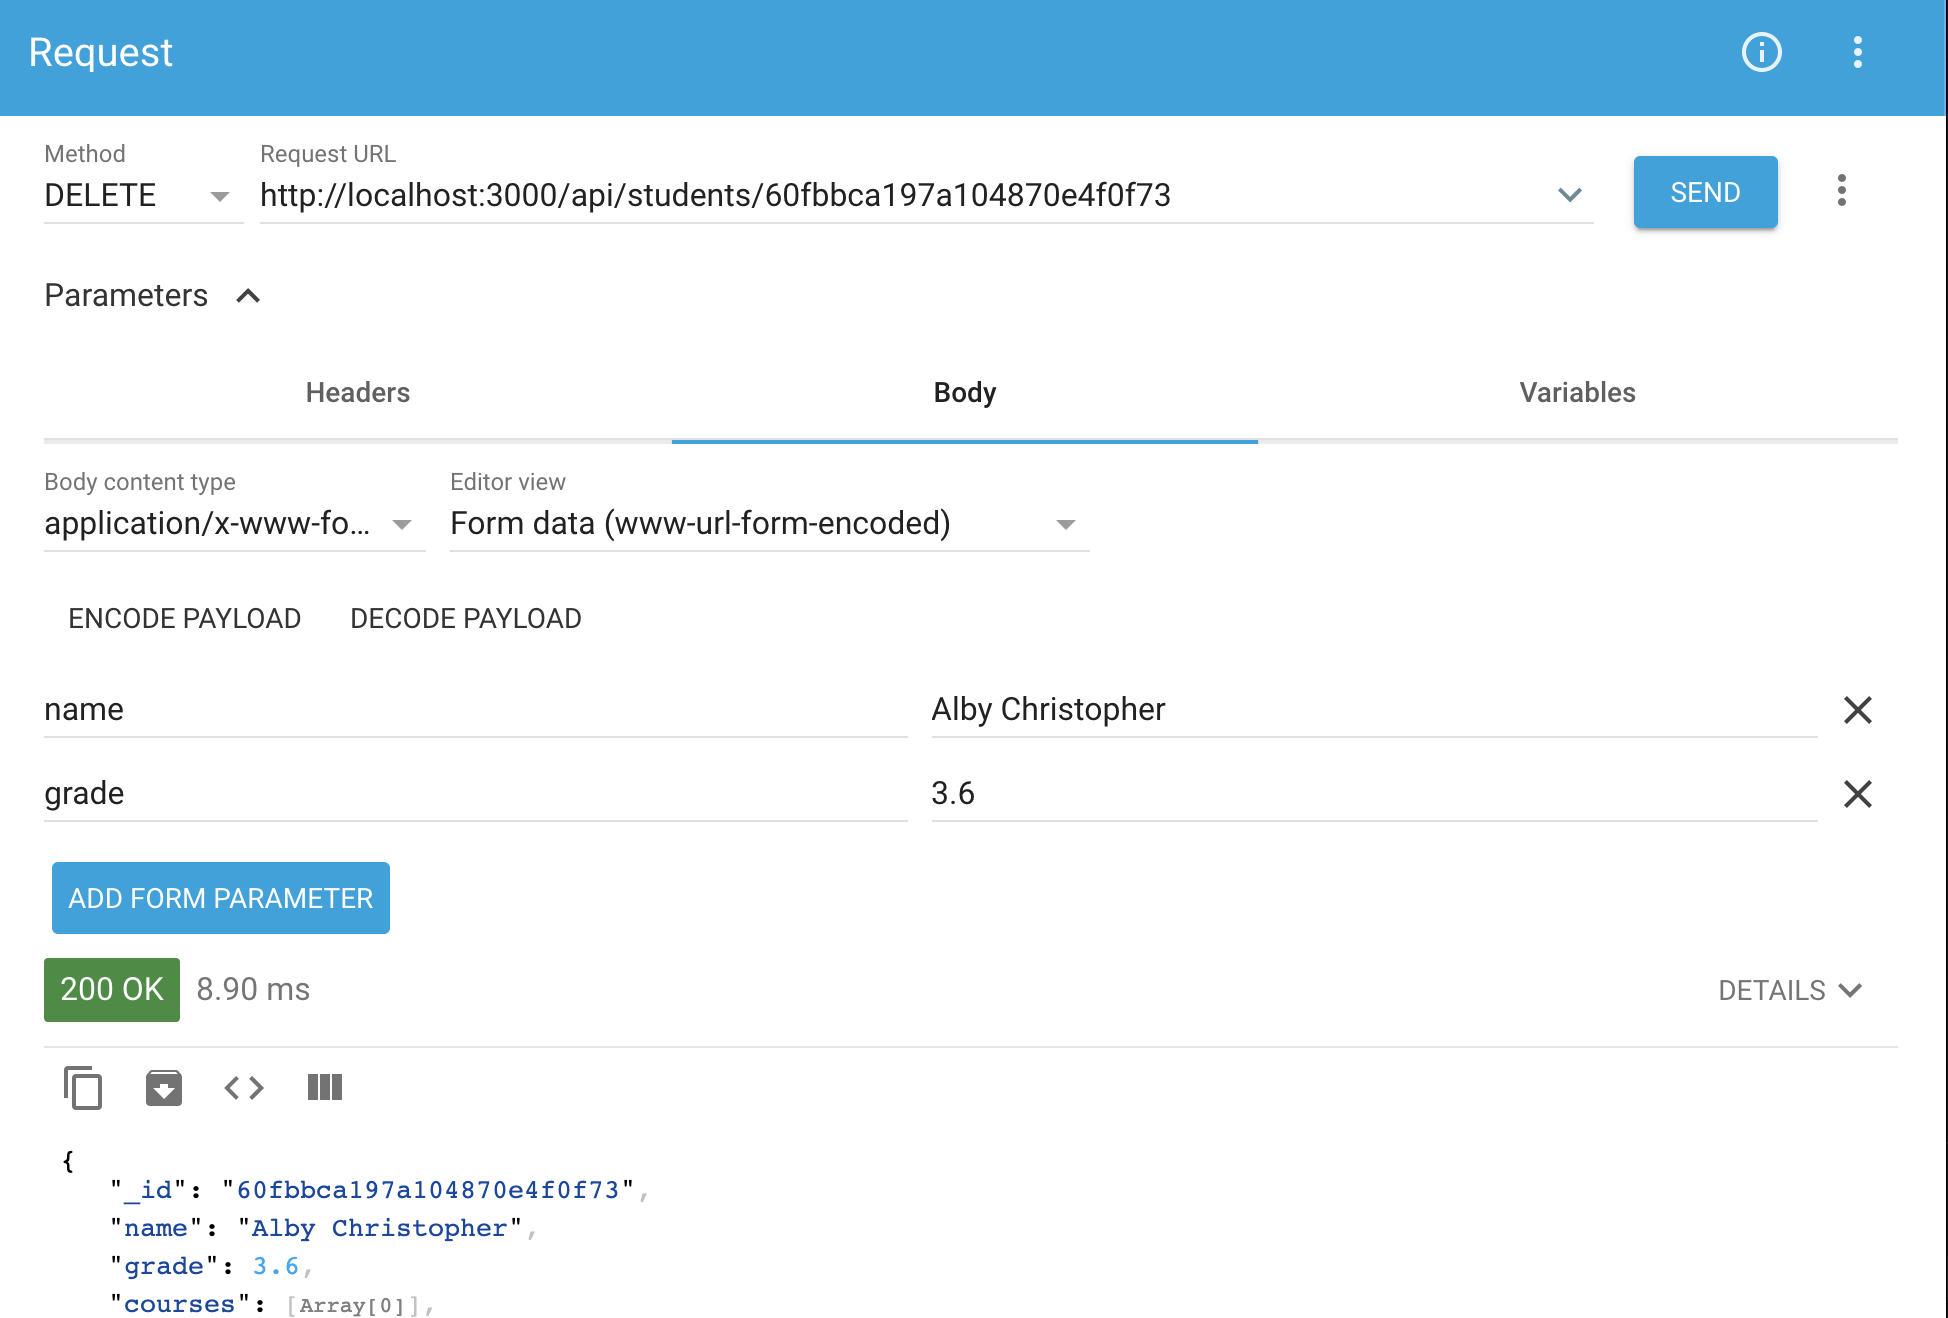 Request
Method
Request URL
DELETE
http://localhost:3000/api/students/60fbbca197a104870e4f0f73
SEND
Parameters
Headers
Body
Variables
Body content type
Editor view
application/x-www-fo...
Form data (www-url-form-encoded)
ENCODE PAYLOAD
DECODE PAYLOAD
name
Alby Christopher
grade
3.6
ADD FORM PARAMETER
200 OK
8.90 ms
DETAILS
{
"_id": "60fbbca197a104870e4f0f73",
"name": "Alby Christopher",
"grade": 3.6,
"courses": [Array[0]],